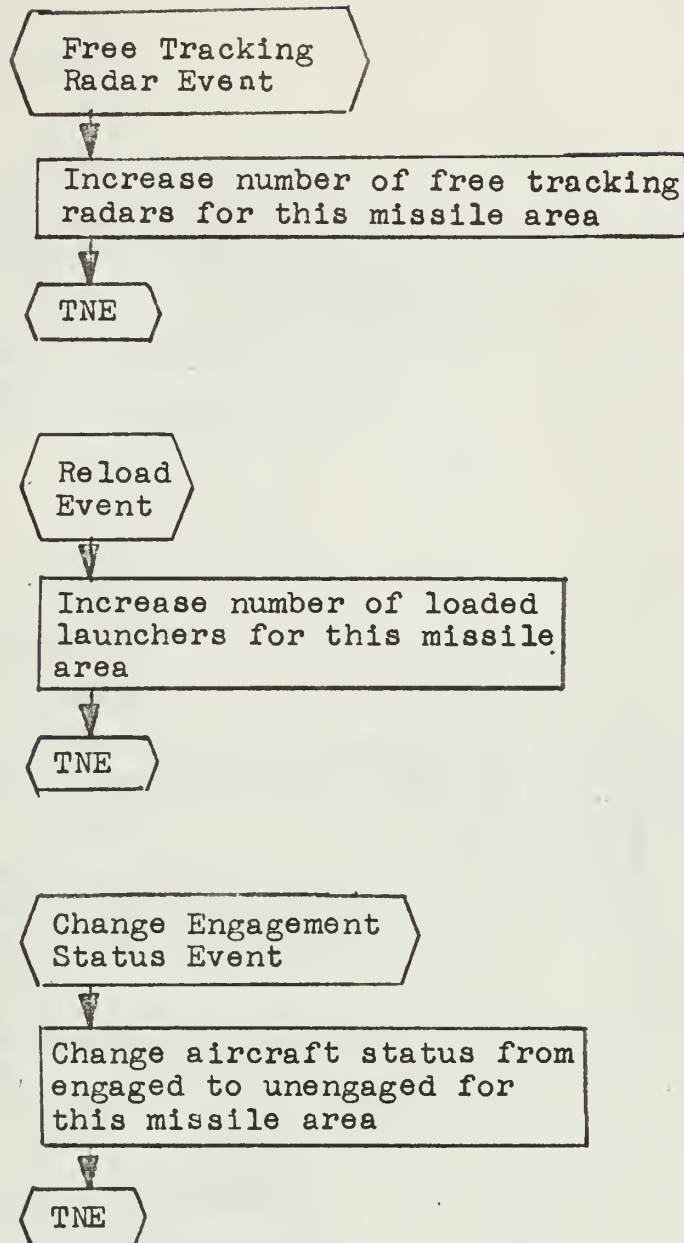 Free Tracking
Radar Event
Increase number of free tracking
radars for this missile area
TNE
Reload
Event
Increase number of loaded
launchers for this missile
area
TNE
Change Engagement
Status Event
Change aircraft status from
engaged to unengaged for
this missile area
TNE